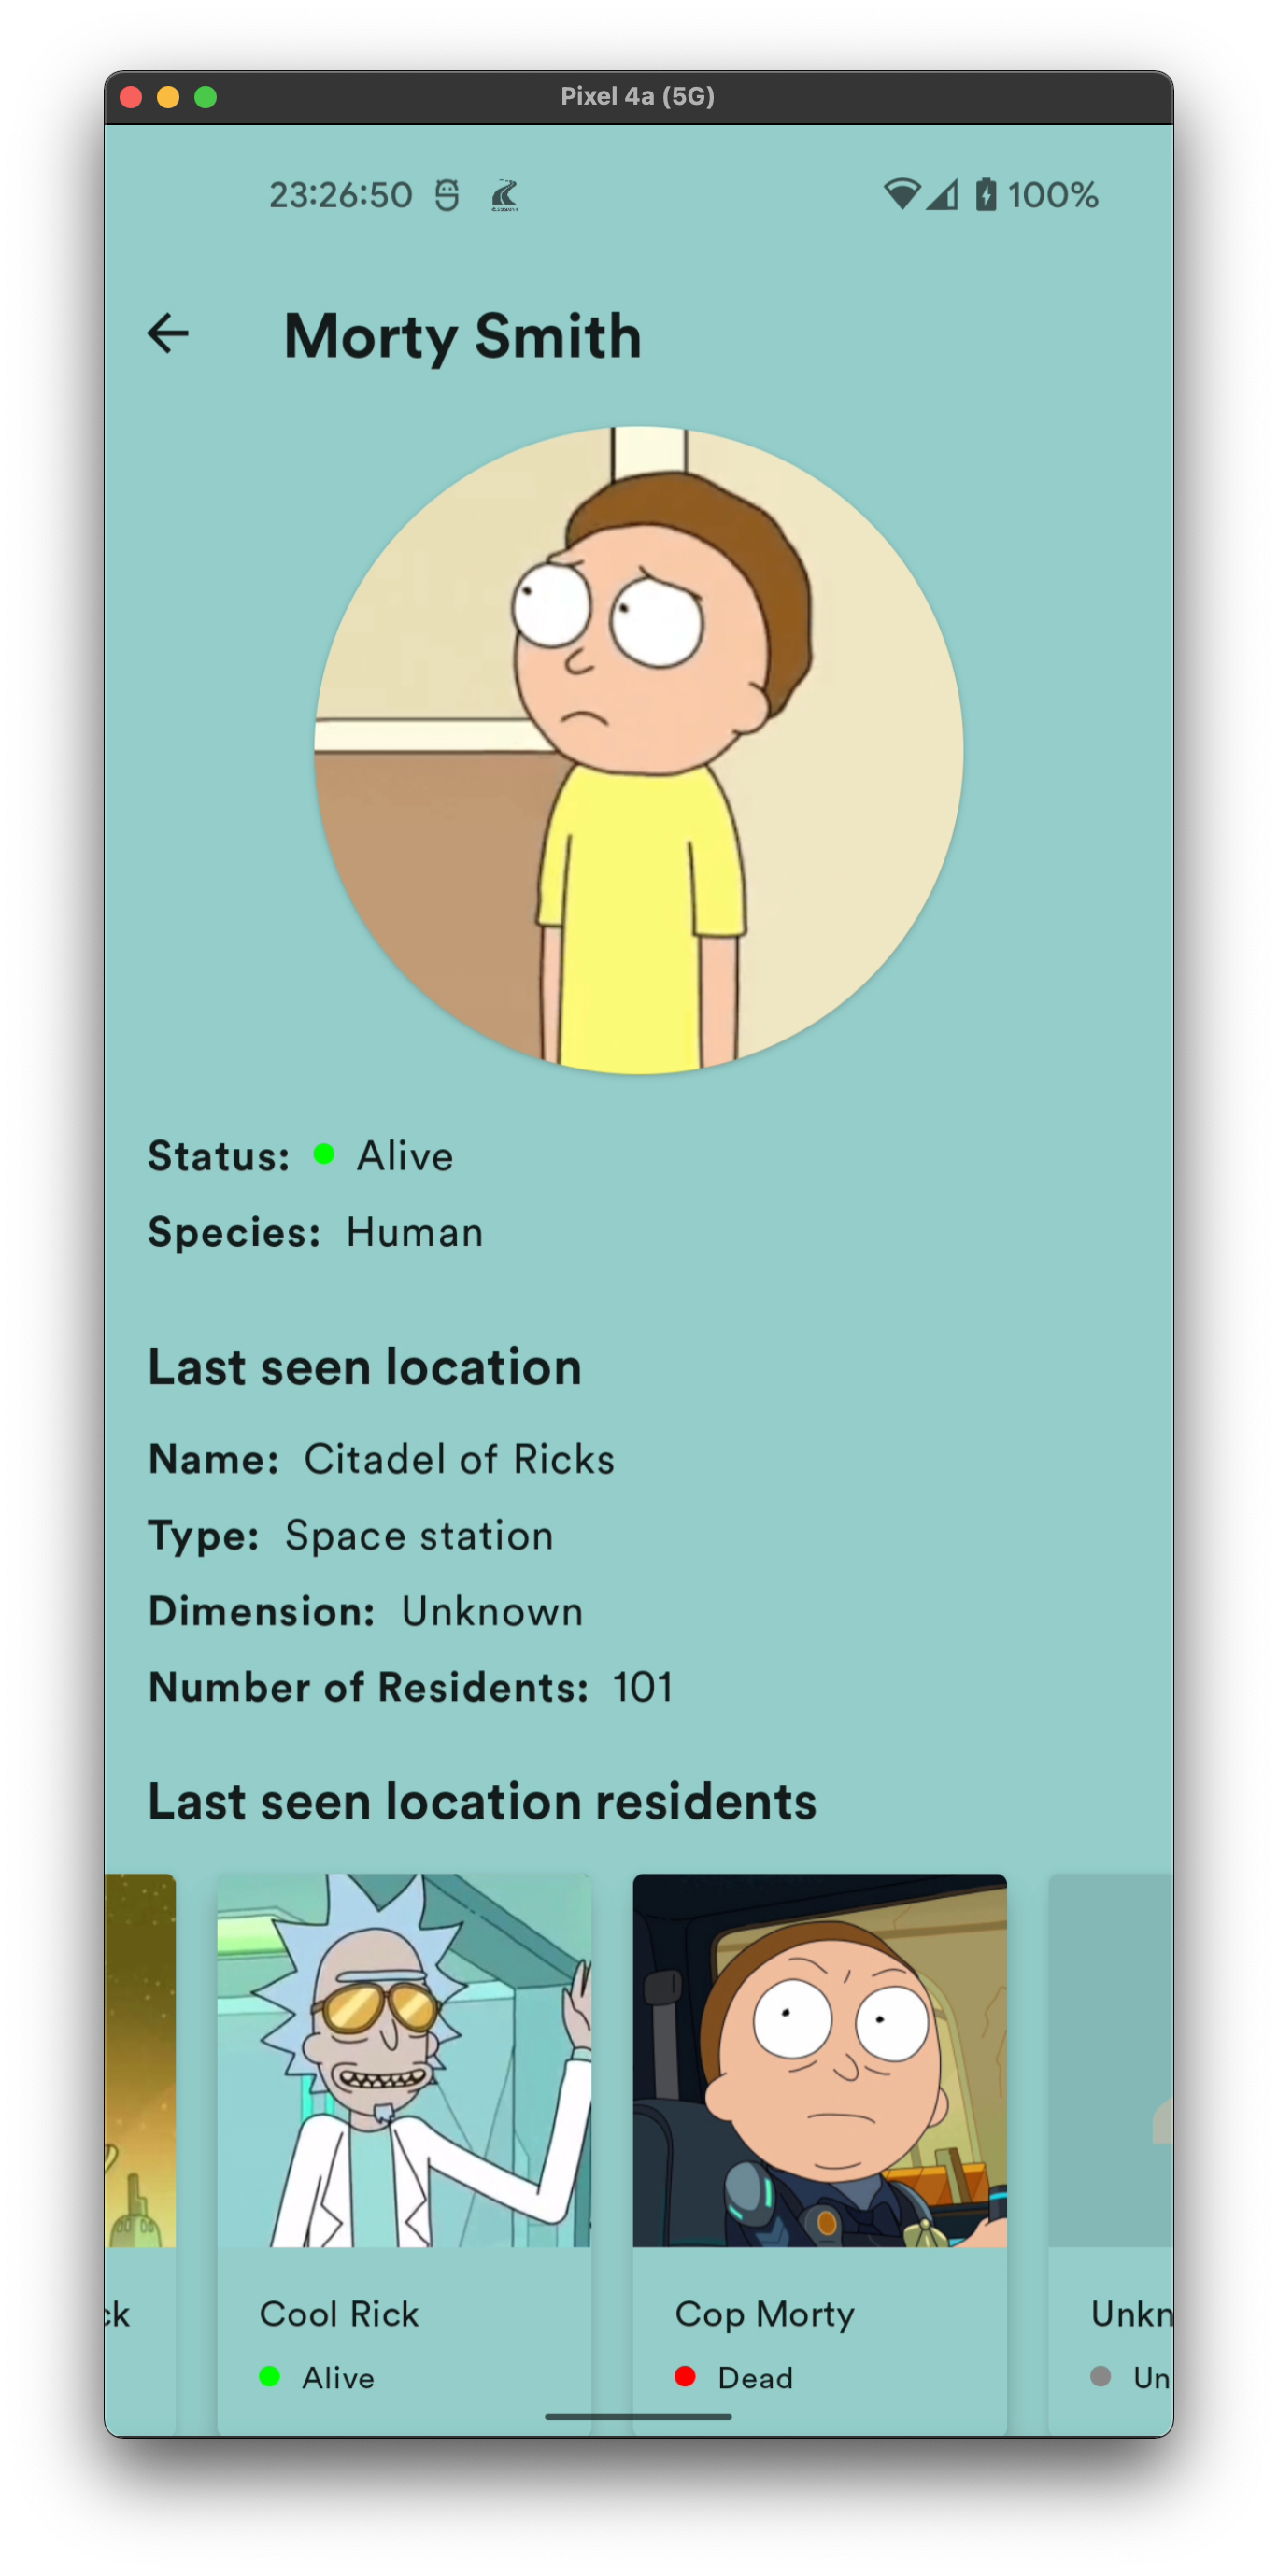 Pixel 4a (5G)
23:26:50 100%
Morty Smith
Status: Alive
Species: Human
Last seen location
Name: Citadel of Ricks
Type: Space station
Dimension: Unknown
Number of Residents: 101
Last seen location residents
ck Cool Rick Cop Morty Unkn
Alive Dead Un